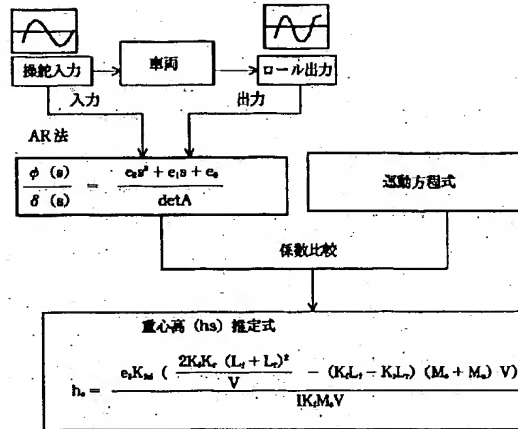 操舵入力
車両
ロール出力
入力
出力
AR法
φ (s) / δ (s) = e₂s² + e₁s + e₀ / detA
運動方程式
係数比較
重心高 (hs) 推定式